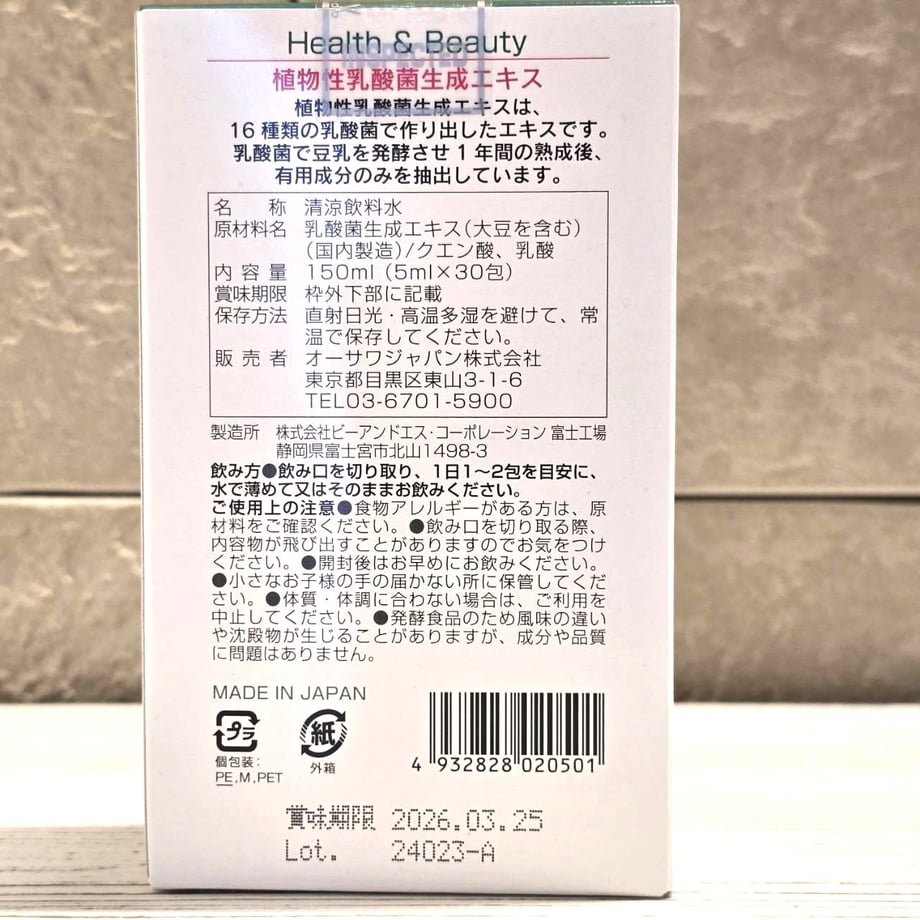 Health & Beauty
INSPECTED
植物性乳酸菌生成エキス
植物性乳酸菌生成エキスは、
16種類の乳酸菌で作り出したエキスです。
乳酸菌で豆乳を発酵させ1年間の熟成後、
有用成分のみを抽出しています。
名称 清涼飲料水
原材料名 乳酸菌生成エキス(大豆を含む)
(国内製造)/クエン酸、乳酸
内容量 150ml (5ml×30包)
賞味期限 枠外下部に記載
保存方法 直射日光・高温多湿を避けて、常
温で保存してください。
販売者 オーサワジャパン株式会社
東京都目黒区東山3-1-6
TEL03-6701-5900
製造所 株式会社ビーアンドエス・コーポレーション 富士工場
静岡県富士宮市北山1498-3
飲み方●飲み口を切り取り、1日1〜2包を目安に、
水で薄めて又はそのままお飲みください。
ご使用上の注意●食物アレルギーがある方は、原
材料をご確認ください。●飲み口を切り取る際、
内容物が飛び出すことがありますのでお気をつけ
ください。●開封後はお早めにお飲みください。
●小さなお子様の手の届かない所に保管してくだ
さい。●体質・体調に合わない場合は、ご利用を
中止してください。●発酵食品のため風味の違い
や沈殿物が生じることがありますが、成分や品質
に問題はありません。
MADE IN JAPAN
プラ
紙
個包装:
外箱
PE,M,PET
4 932828 020501
賞味期限 2026.03.25
Lot. 24023-A